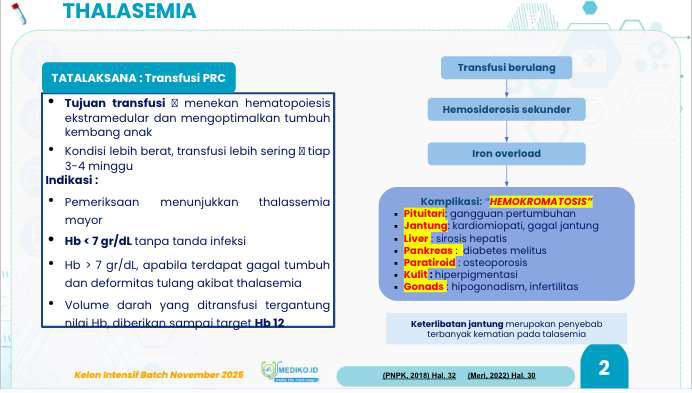 THALASEMIA
TATALAKSANA : Transfusi PRC
• Tujuan transfusi menekan hematopoiesis
ekstramedular dan mengoptimalkan tumbuh
kembang anak
• Kondisi lebih berat, transfusi lebih sering tiap
3-4 minggu
Indikasi :
• Pemeriksaan menunjukkan thalassemia
mayor
• Hb < 7 gr/dL tanpa tanda infeksi
• Hb > 7 gr/dL, apabila terdapat gagal tumbuh
dan deformitas tulang akibat thalasemia
• Volume darah yang ditransfusi tergantung
nilai Hb, diberikan sampai target Hb 12
Transfusi berulang
Hemosiderosis sekunder
Iron overload
Komplikasi: "HEMOKROMATOSIS"
▪ Pituitari: gangguan pertumbuhan
▪ Jantung: kardiomiopati, gagal jantung
▪ Liver : sirosis hepatis
▪ Pankreas : diabetes melitus
▪ Paratiroid : osteoporosis
▪ Kulit : hiperpigmentasi
▪ Gonads : hipogonadism, infertilitas
Keterlibatan jantung merupakan penyebab
terbanyak kematian pada talasemia
Kelon Intensif Batch November 2025
MEDIKO.ID
(PNPK, 2018) Hal. 32 (Meri, 2022) Hal. 30
2